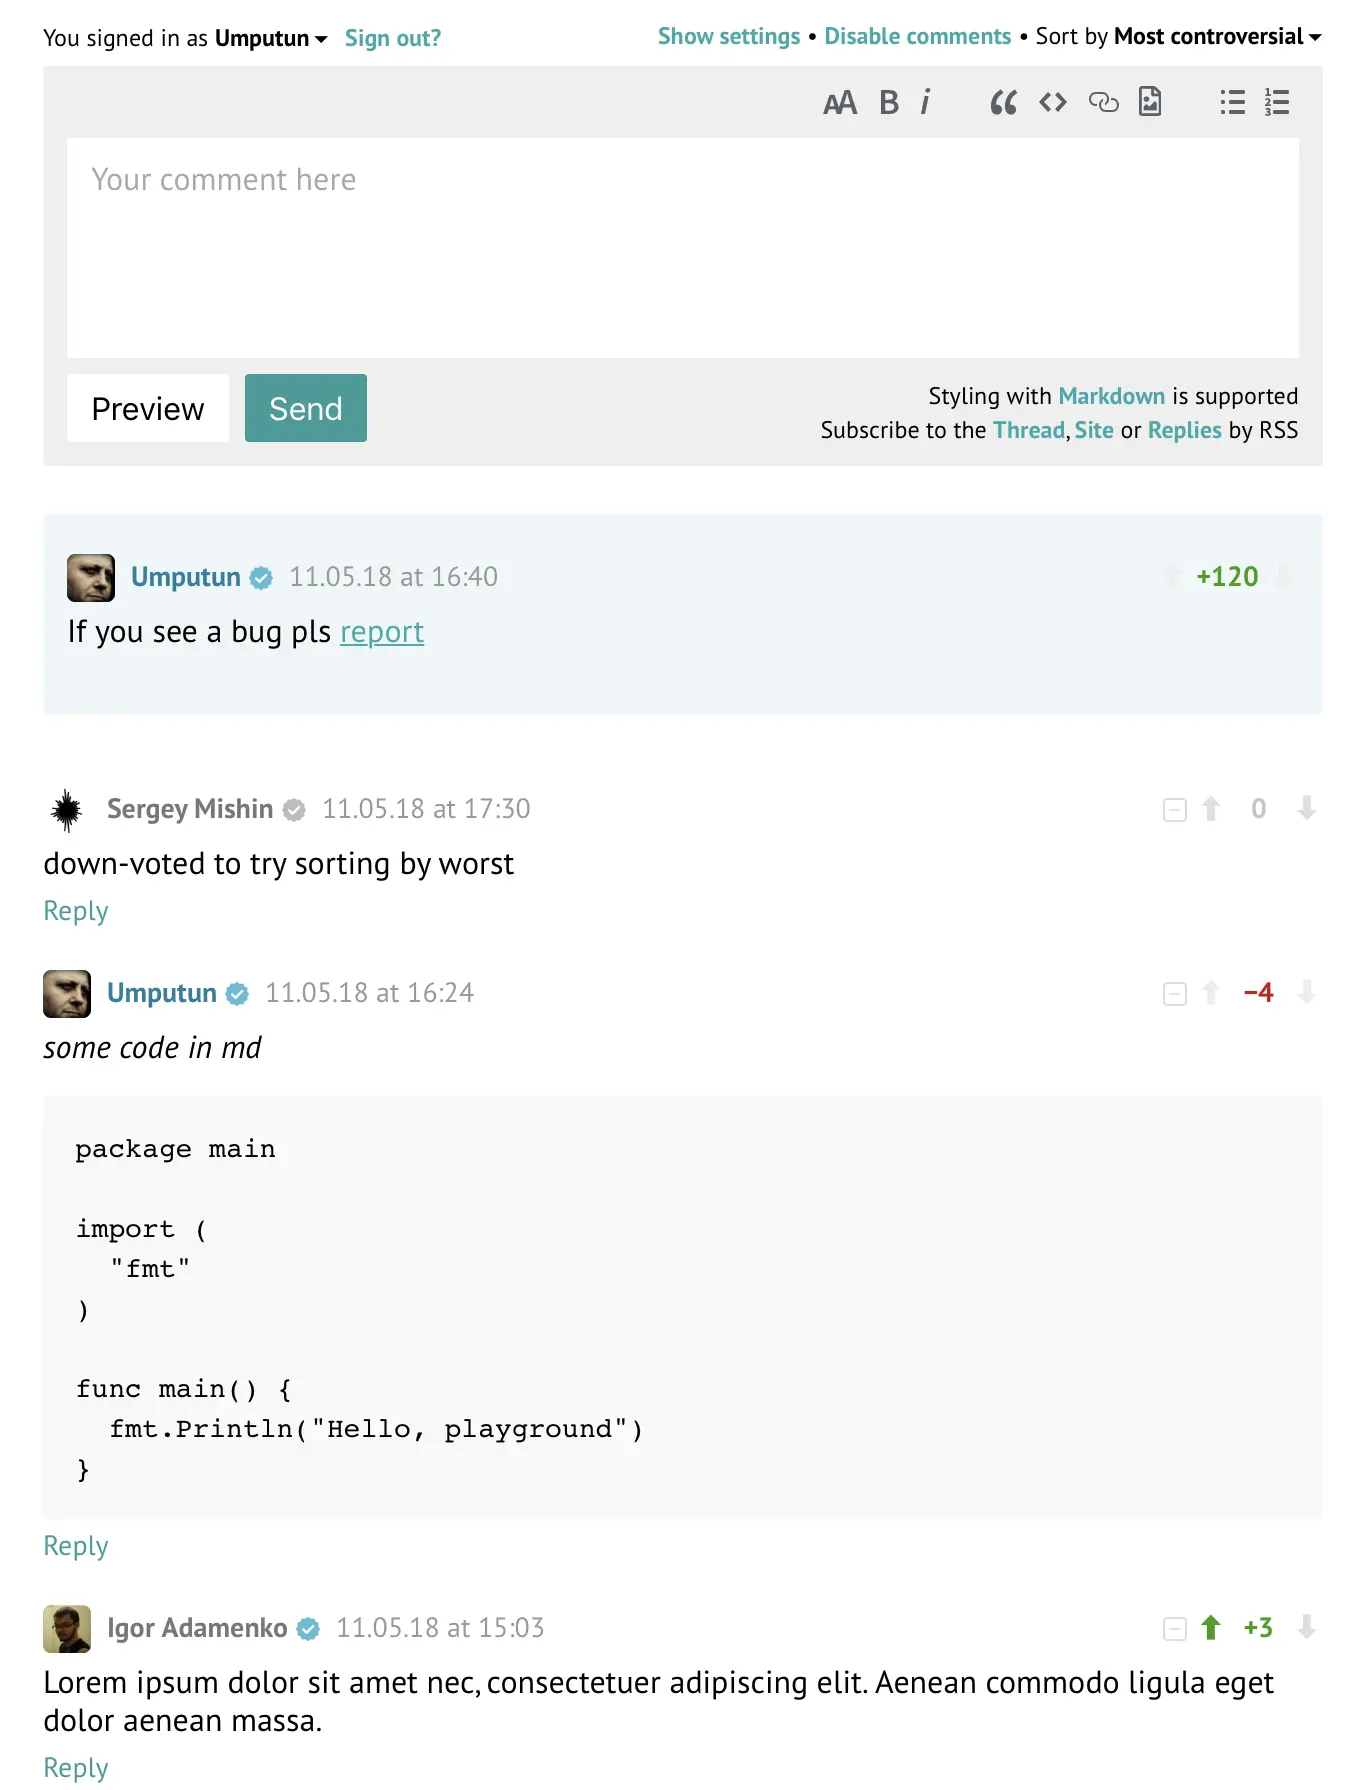 You signed in as Umputun Sign out?
Show settings • Disable comments • Sort by Most controversial
AA B i
Your comment here
Preview Send
Styling with Markdown is supported
Subscribe to the Thread, Site or Replies by RSS
Umputun 11.05.18 at 16:40 +120
If you see a bug pls report
Sergey Mishin 11.05.18 at 17:30 0
down-voted to try sorting by worst
Reply
Umputun 11.05.18 at 16:24 −4
some code in md
package main
import (
"fmt"
)
func main() {
fmt.Println("Hello, playground")
}
Reply
Igor Adamenko 11.05.18 at 15:03 +3
Lorem ipsum dolor sit amet nec, consectetuer adipiscing elit. Aenean commodo ligula eget
dolor aenean massa.
Reply